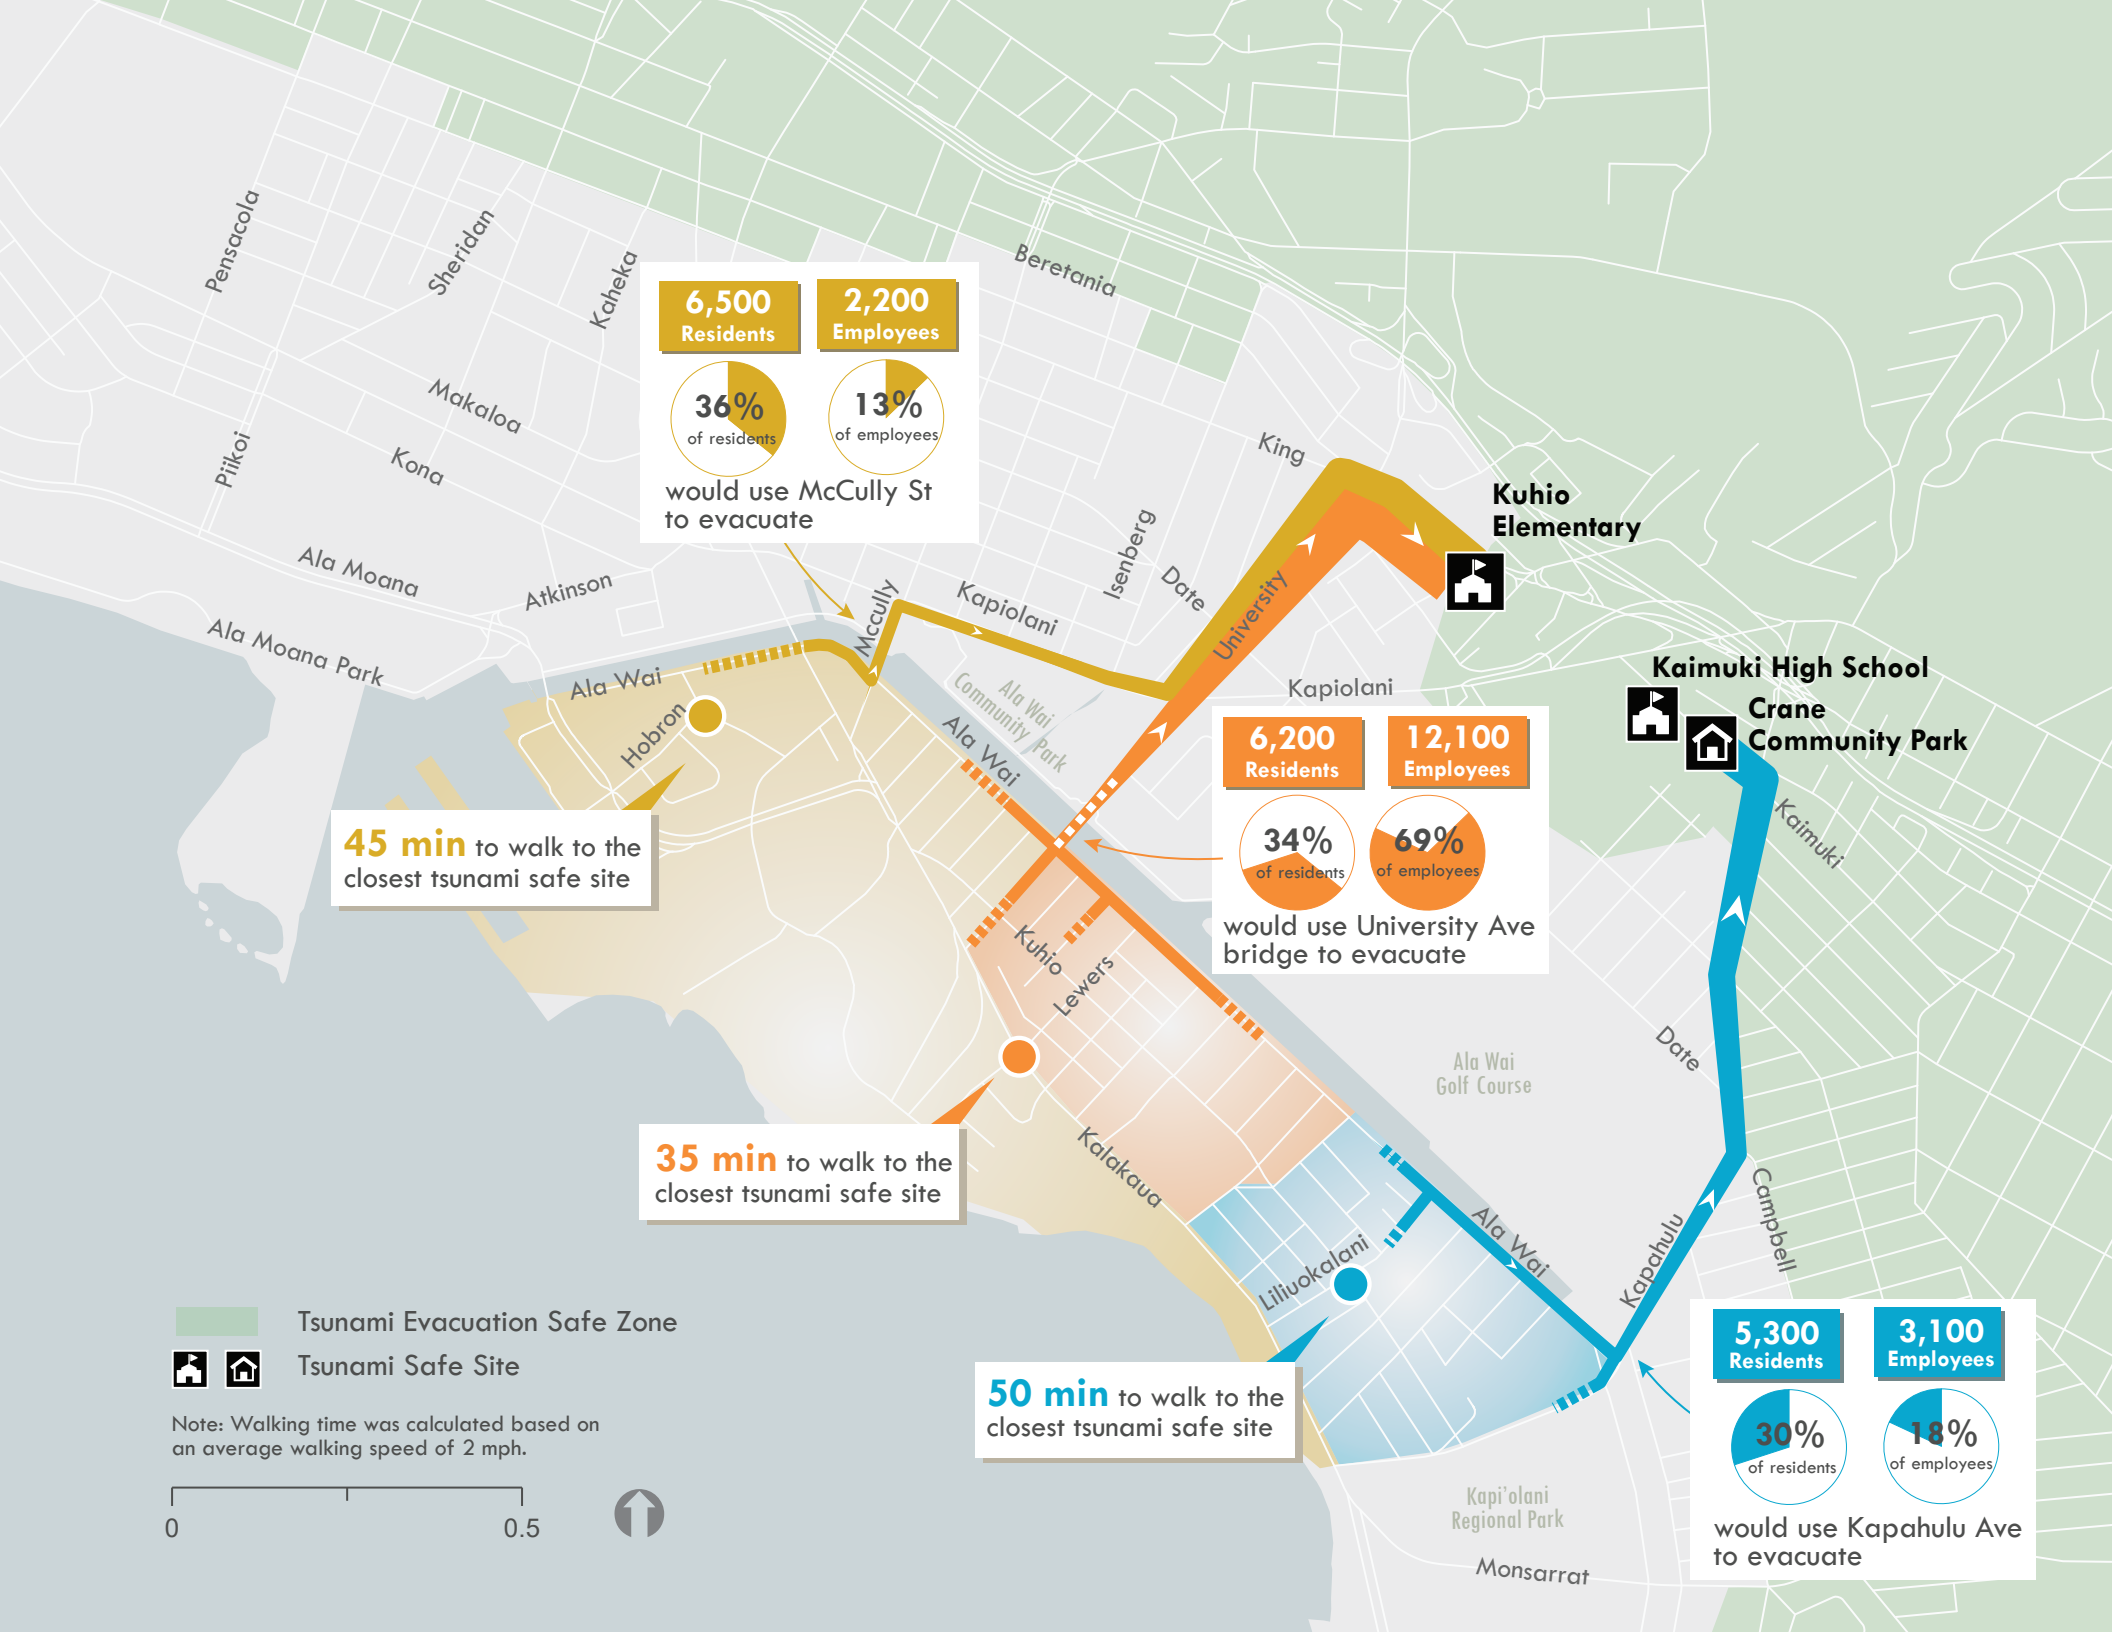 Pensacola
Sheridan
Kaheka
Beretania
6,500
Residents
2,200
Employees
36%
of residents
13%
of employees
would use McCully St
to evacuate
Makaloa
Kona
Piikoi
King
Kuhio
Elementary
Ala Moana
Atkinson
Mccully
Kapiolani
Isenberg
Date
University
Ala Moana Park
Ala Wai
Hobron
Ala Wai
Community Park
Ala Wai
Kapiolani
Kaimuki High School
Crane
Community Park
6,200
Residents
12,100
Employees
34%
of residents
69%
of employees
would use University Ave
bridge to evacuate
Kaimuki
45 min to walk to the
closest tsunami safe site
Kuhio
Lewers
Date
Ala Wai
Golf Course
35 min to walk to the
closest tsunami safe site
Kalakaua
Campbell
Ala Wai
Kapahulu
Liliuokalani
50 min to walk to the
closest tsunami safe site
5,300
Residents
3,100
Employees
30%
of residents
18%
of employees
would use Kapahulu Ave
to evacuate
Kapi'olani
Regional Park
Monsarrat
Tsunami Evacuation Safe Zone
Tsunami Safe Site
Note: Walking time was calculated based on
an average walking speed of 2 mph.
0
0.5